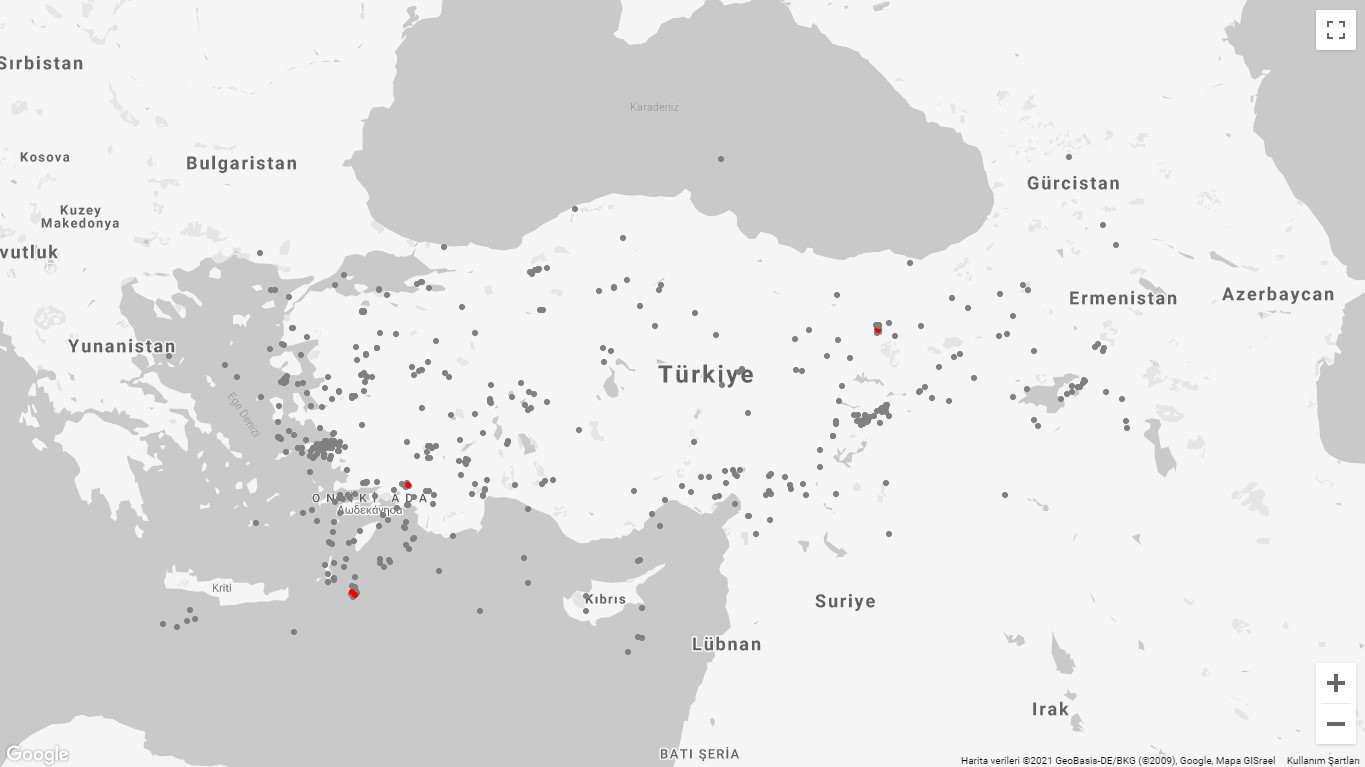 Sırbistan
Karadeniz
Kosova
Bulgaristan
Gürcistan
Kuzey
Makedonya
vutluk
Ermenistan
Azerbaycan
Yunanistan
Türkiye
Ege Denizi
ONİKİ ADA
Δωδεκάνησα
Kriti
Kıbrıs
Suriye
Lübnan
Irak
BATI ŞERİA
Google
Harita verileri ©2021 GeoBasis-DE/BKG (©2009), Google, Mapa GISrael Kullanım Şartları